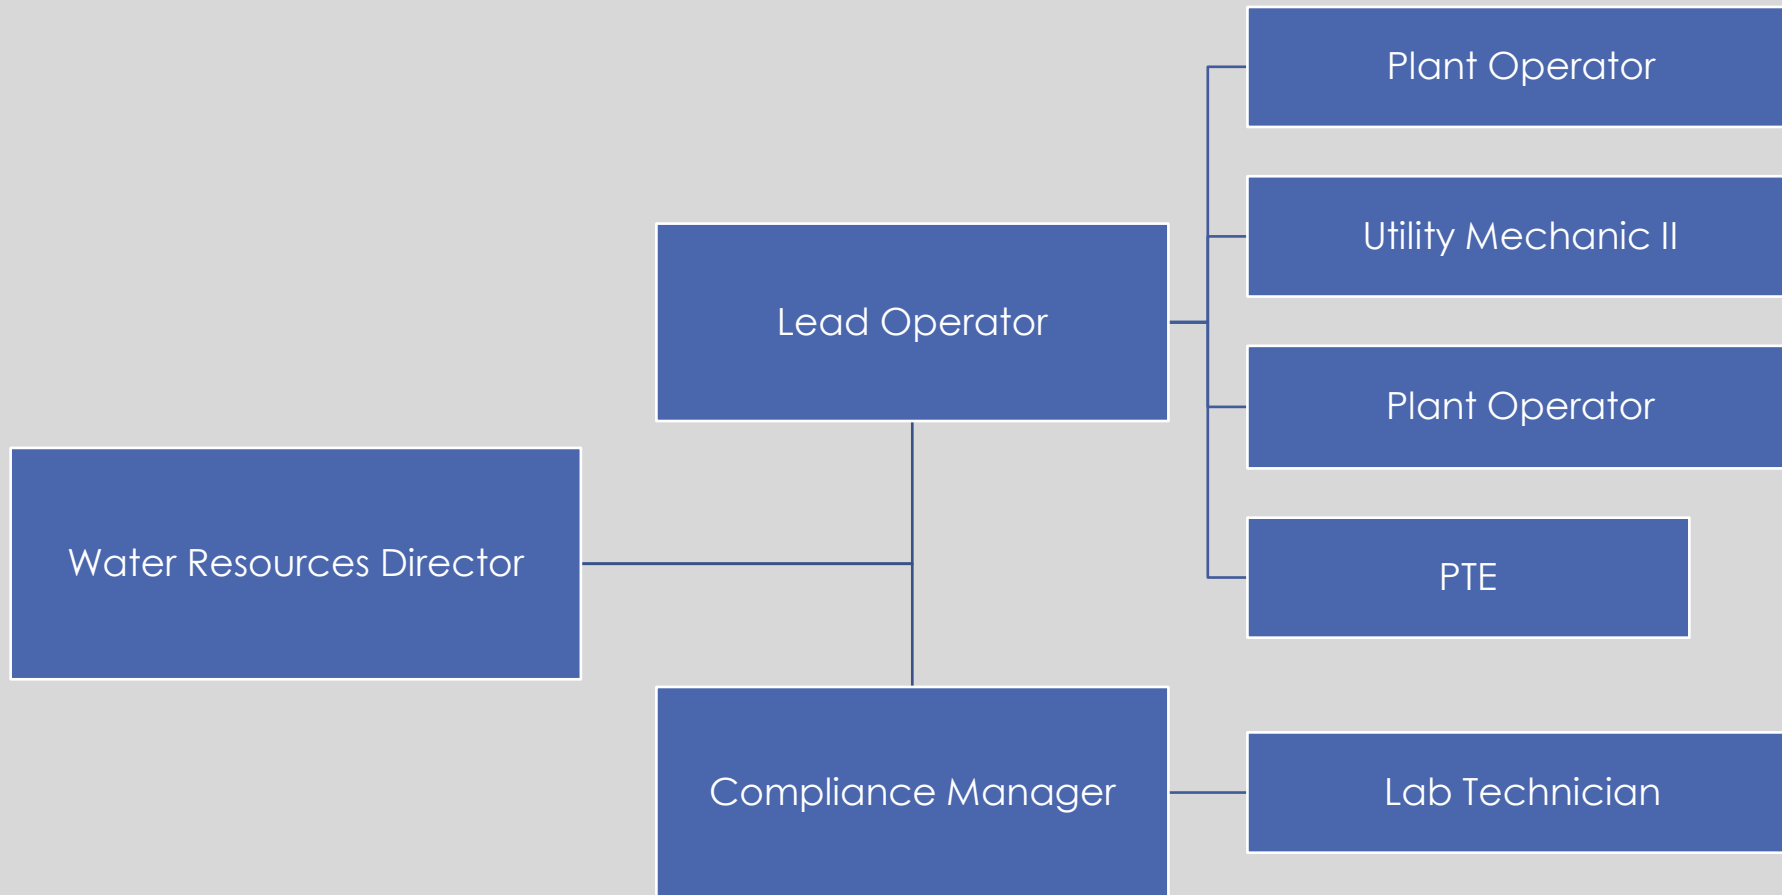 Plant Operator
Utility Mechanic II
Lead Operator
Plant Operator
Water Resources Director
PTE
Compliance Manager
Lab Technician